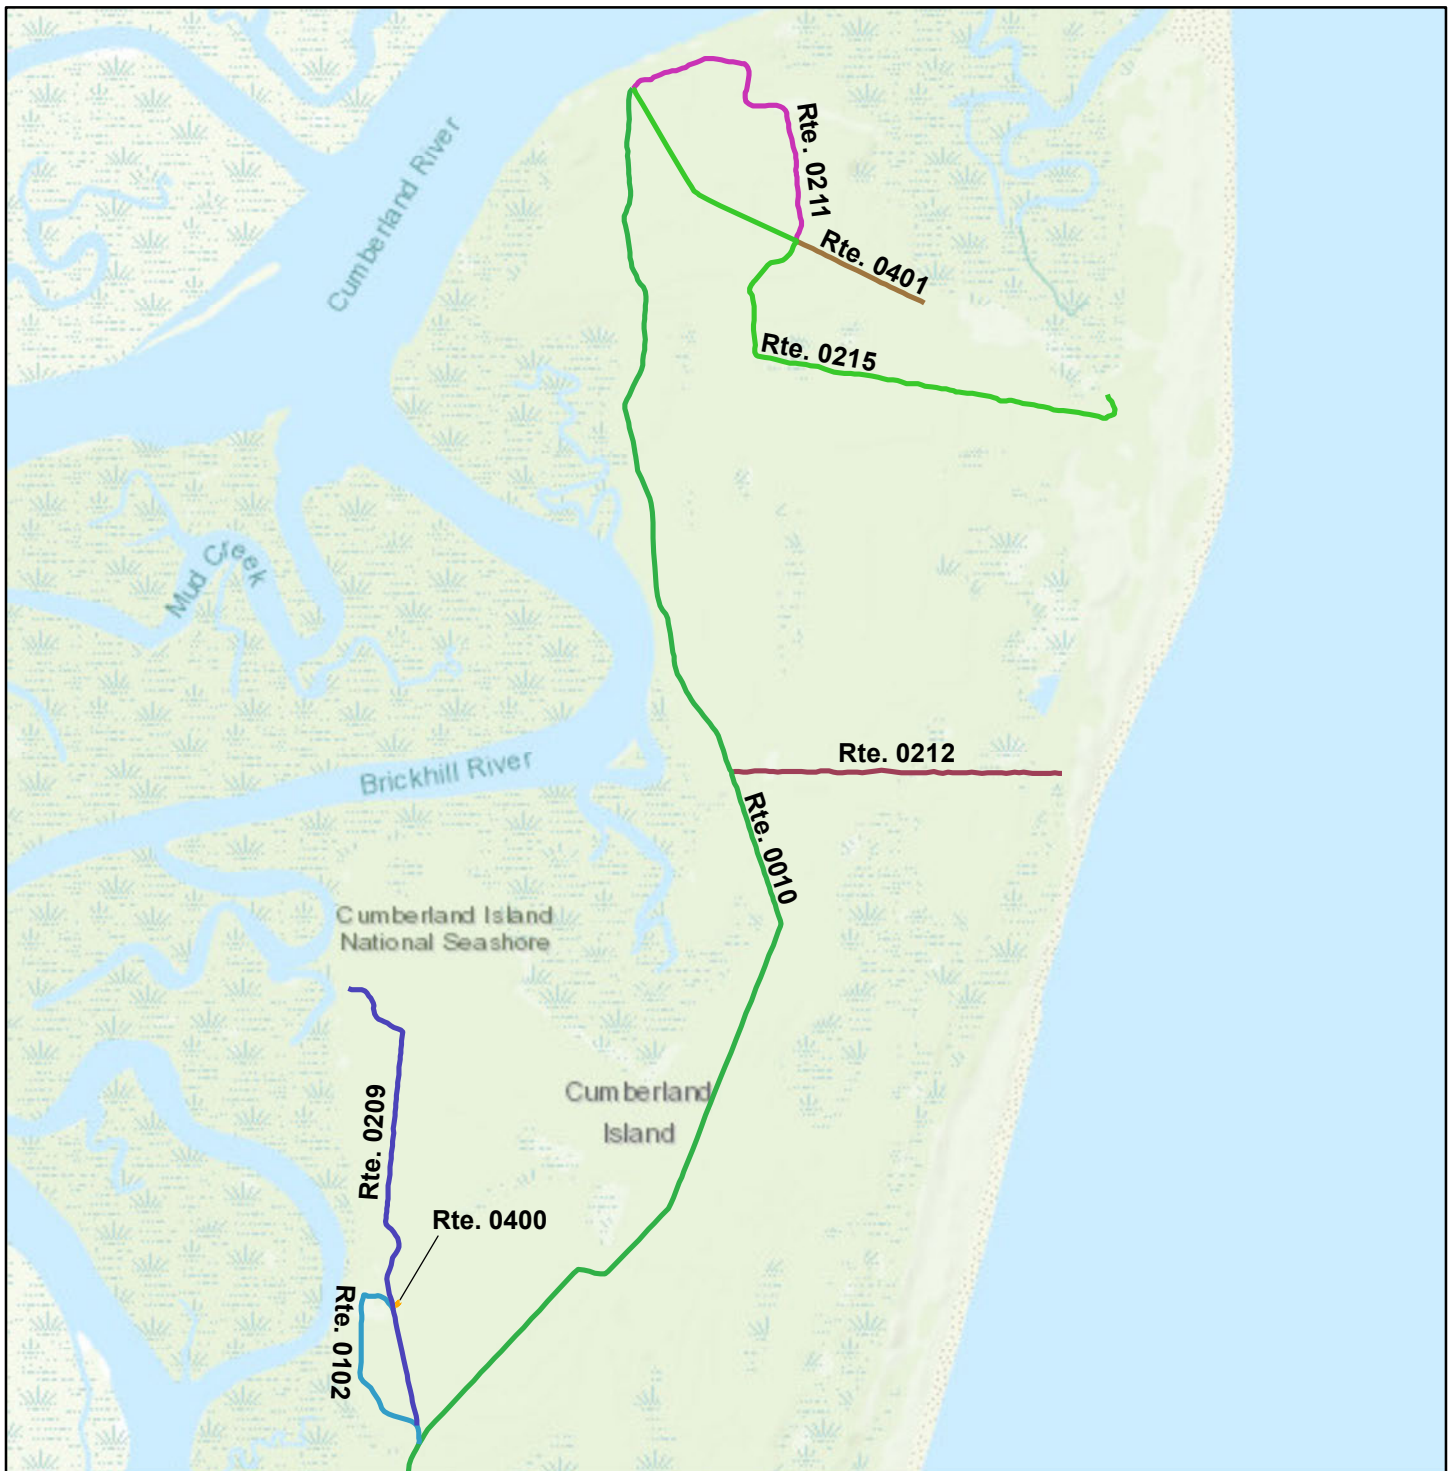 Cumberland River
Rte. 0211
Rte. 0401
Rte. 0215
Mud Creek
Brickhill River
Rte. 0212
Rte. 0010
Cumberland Island
National Seashore
Cumberland
Island
Rte. 0209
Rte. 0400
Rte. 0102